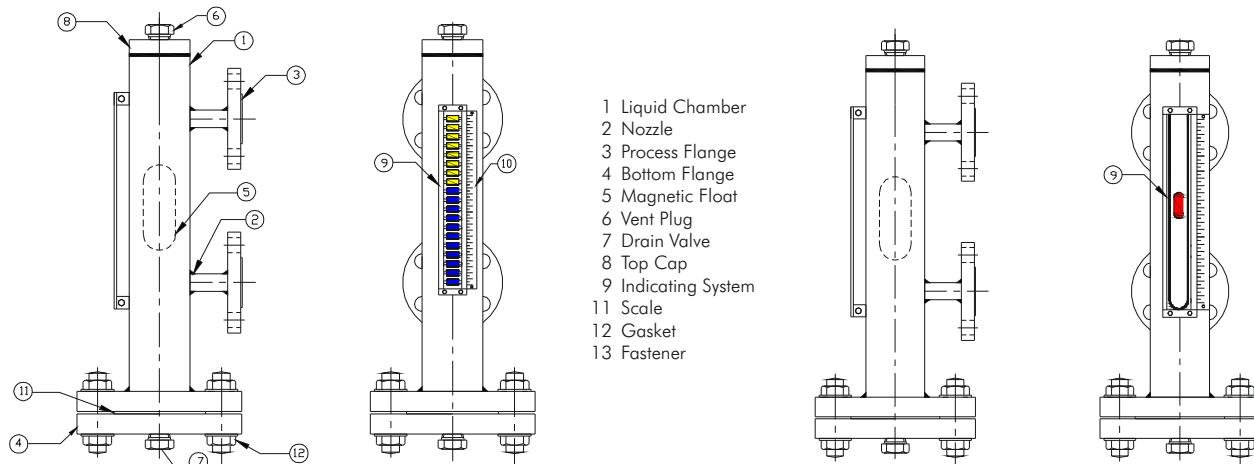 8
6
1
3
5
2
11
4
7
12
9
10
1 Liquid Chamber
2 Nozzle
3 Process Flange
4 Bottom Flange
5 Magnetic Float
6 Vent Plug
7 Drain Valve
8 Top Cap
9 Indicating System
11 Scale
12 Gasket
13 Fastener
9